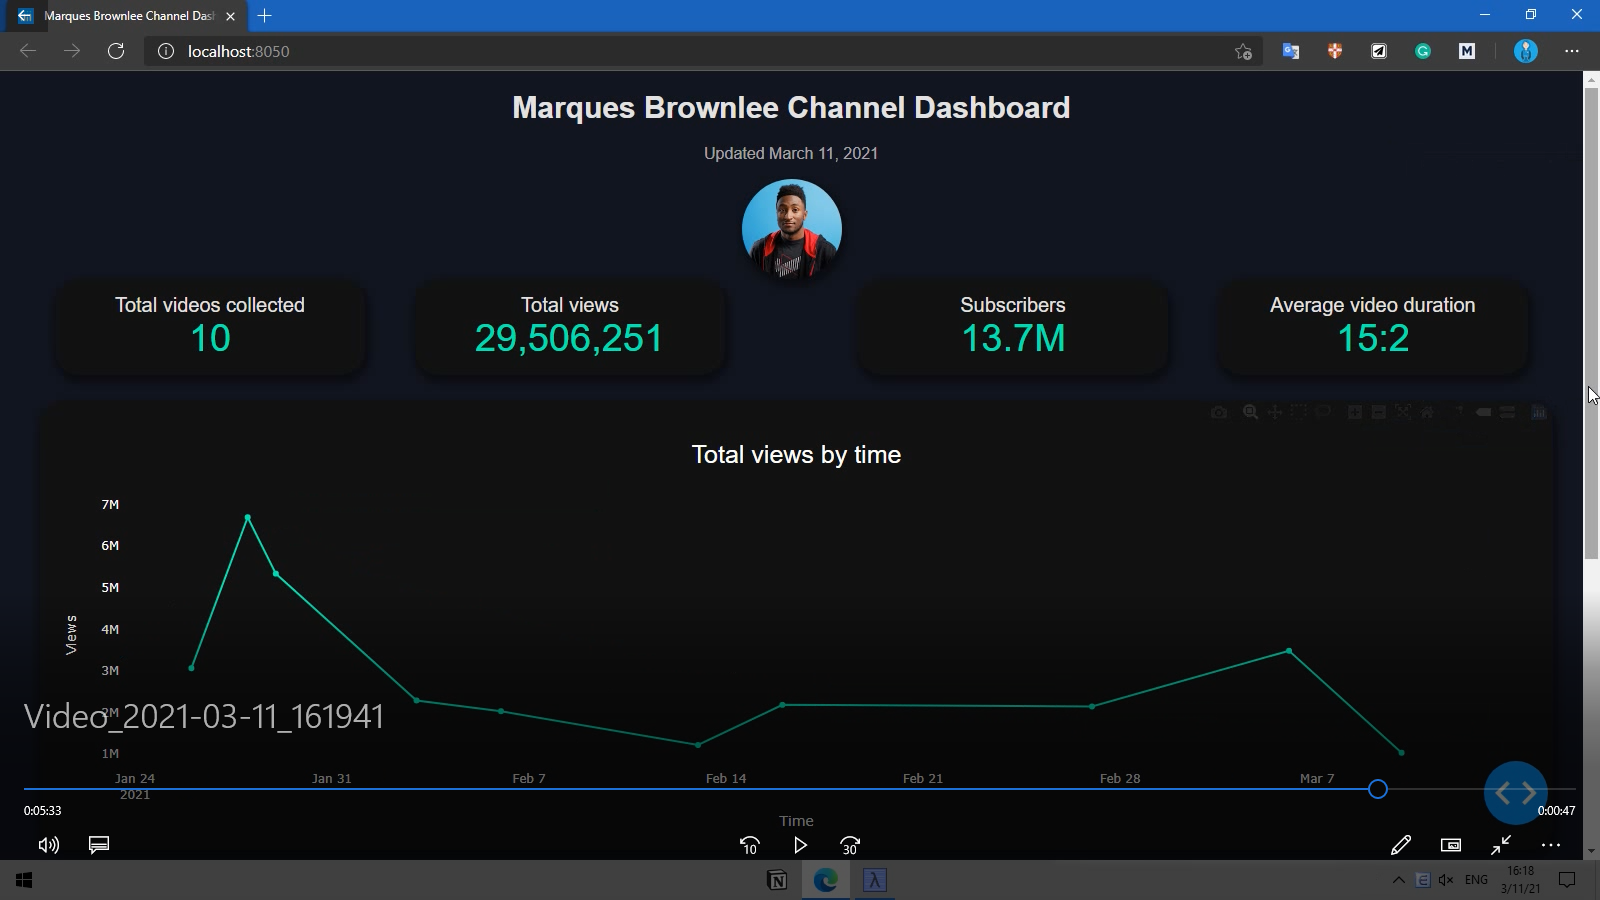 Marques Brownlee Channel Das
localhost:8050
Marques Brownlee Channel Dashboard
Updated March 11, 2021
Total videos collected
10
Total views
29,506,251
Subscribers
13.7M
Average video duration
15:2
Total views by time
7M
6M
5M
4M
3M
2M
1M
Views
Jan 24
2021
Jan 31
Feb 7
Feb 14
Feb 21
Feb 28
Mar 7
Time
Video_2021-03-11_161941
0:05:33
0:00:47
10
30
ENG
16:18
3/11/21